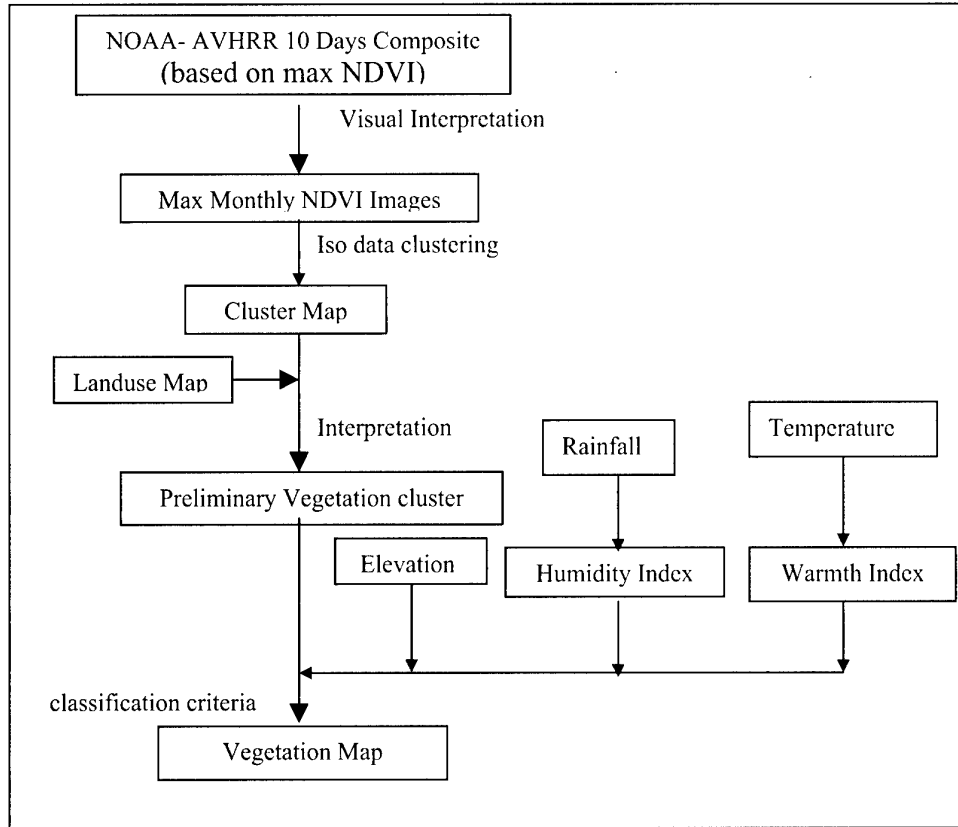 NOAA- AVHRR 10 Days Composite
(based on max NDVI)
Visual Interpretation
Max Monthly NDVI Images
Iso data clustering
Cluster Map
Landuse Map
Interpretation
Rainfall
Temperature
Preliminary Vegetation cluster
Elevation
Humidity Index
Warmth Index
classification criteria
Vegetation Map